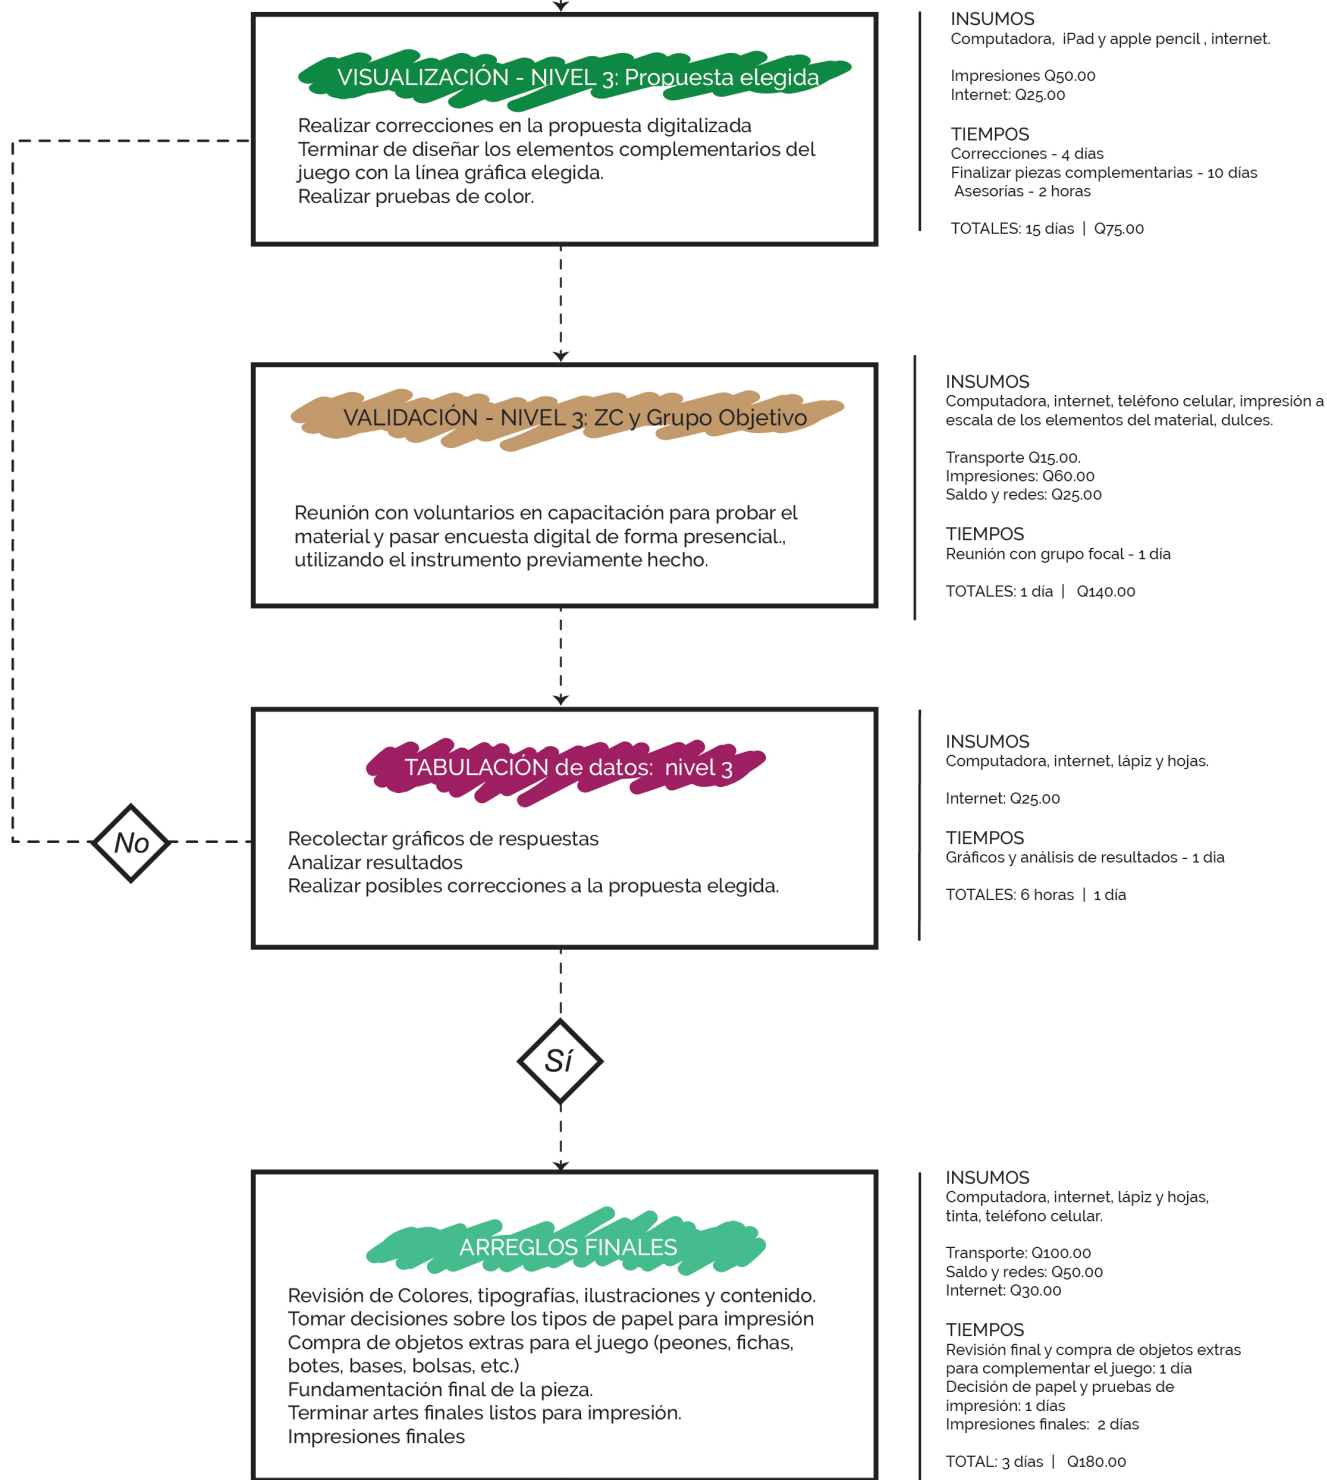 VISUALIZACIÓN - NIVEL 3: Propuesta elegida
Realizar correcciones en la propuesta digitalizada
Terminar de diseñar los elementos complementarios del
juego con la línea gráfica elegida.
Realizar pruebas de color.
INSUMOS
Computadora, iPad y apple pencil , internet.
Impresiones Q50.00
Internet: Q25.00
TIEMPOS
Correcciones - 4 días
Finalizar piezas complementarias - 10 días
Asesorías - 2 horas
TOTALES: 15 días | Q75.00
VALIDACIÓN - NIVEL 3: ZC y Grupo Objetivo
Reunión con voluntarios en capacitación para probar el
material y pasar encuesta digital de forma presencial.,
utilizando el instrumento previamente hecho.
INSUMOS
Computadora, internet, teléfono celular, impresión a
escala de los elementos del material, dulces.
Transporte Q15.00.
Impresiones: Q60.00
Saldo y redes: Q25.00
TIEMPOS
Reunión con grupo focal - 1 día
TOTALES: 1 día | Q140.00
TABULACIÓN de datos: nivel 3
Recolectar gráficos de respuestas
Analizar resultados
Realizar posibles correcciones a la propuesta elegida.
INSUMOS
Computadora, internet, lápiz y hojas.
Internet: Q25.00
TIEMPOS
Gráficos y análisis de resultados - 1 dia
TOTALES: 6 horas | 1 día
No
Sí
ARREGLOS FINALES
Revisión de Colores, tipografías, ilustraciones y contenido.
Tomar decisiones sobre los tipos de papel para impresión
Compra de objetos extras para el juego (peones, fichas,
botes, bases, bolsas, etc.)
Fundamentación final de la pieza.
Terminar artes finales listos para impresión.
Impresiones finales
INSUMOS
Computadora, internet, lápiz y hojas,
tinta, teléfono celular.
Transporte: Q100.00
Saldo y redes: Q50.00
Internet: Q30.00
TIEMPOS
Revisión final y compra de objetos extras
para complementar el juego: 1 día
Decisión de papel y pruebas de
impresión: 1 días
Impresiones finales: 2 días
TOTAL: 3 días | Q180.00